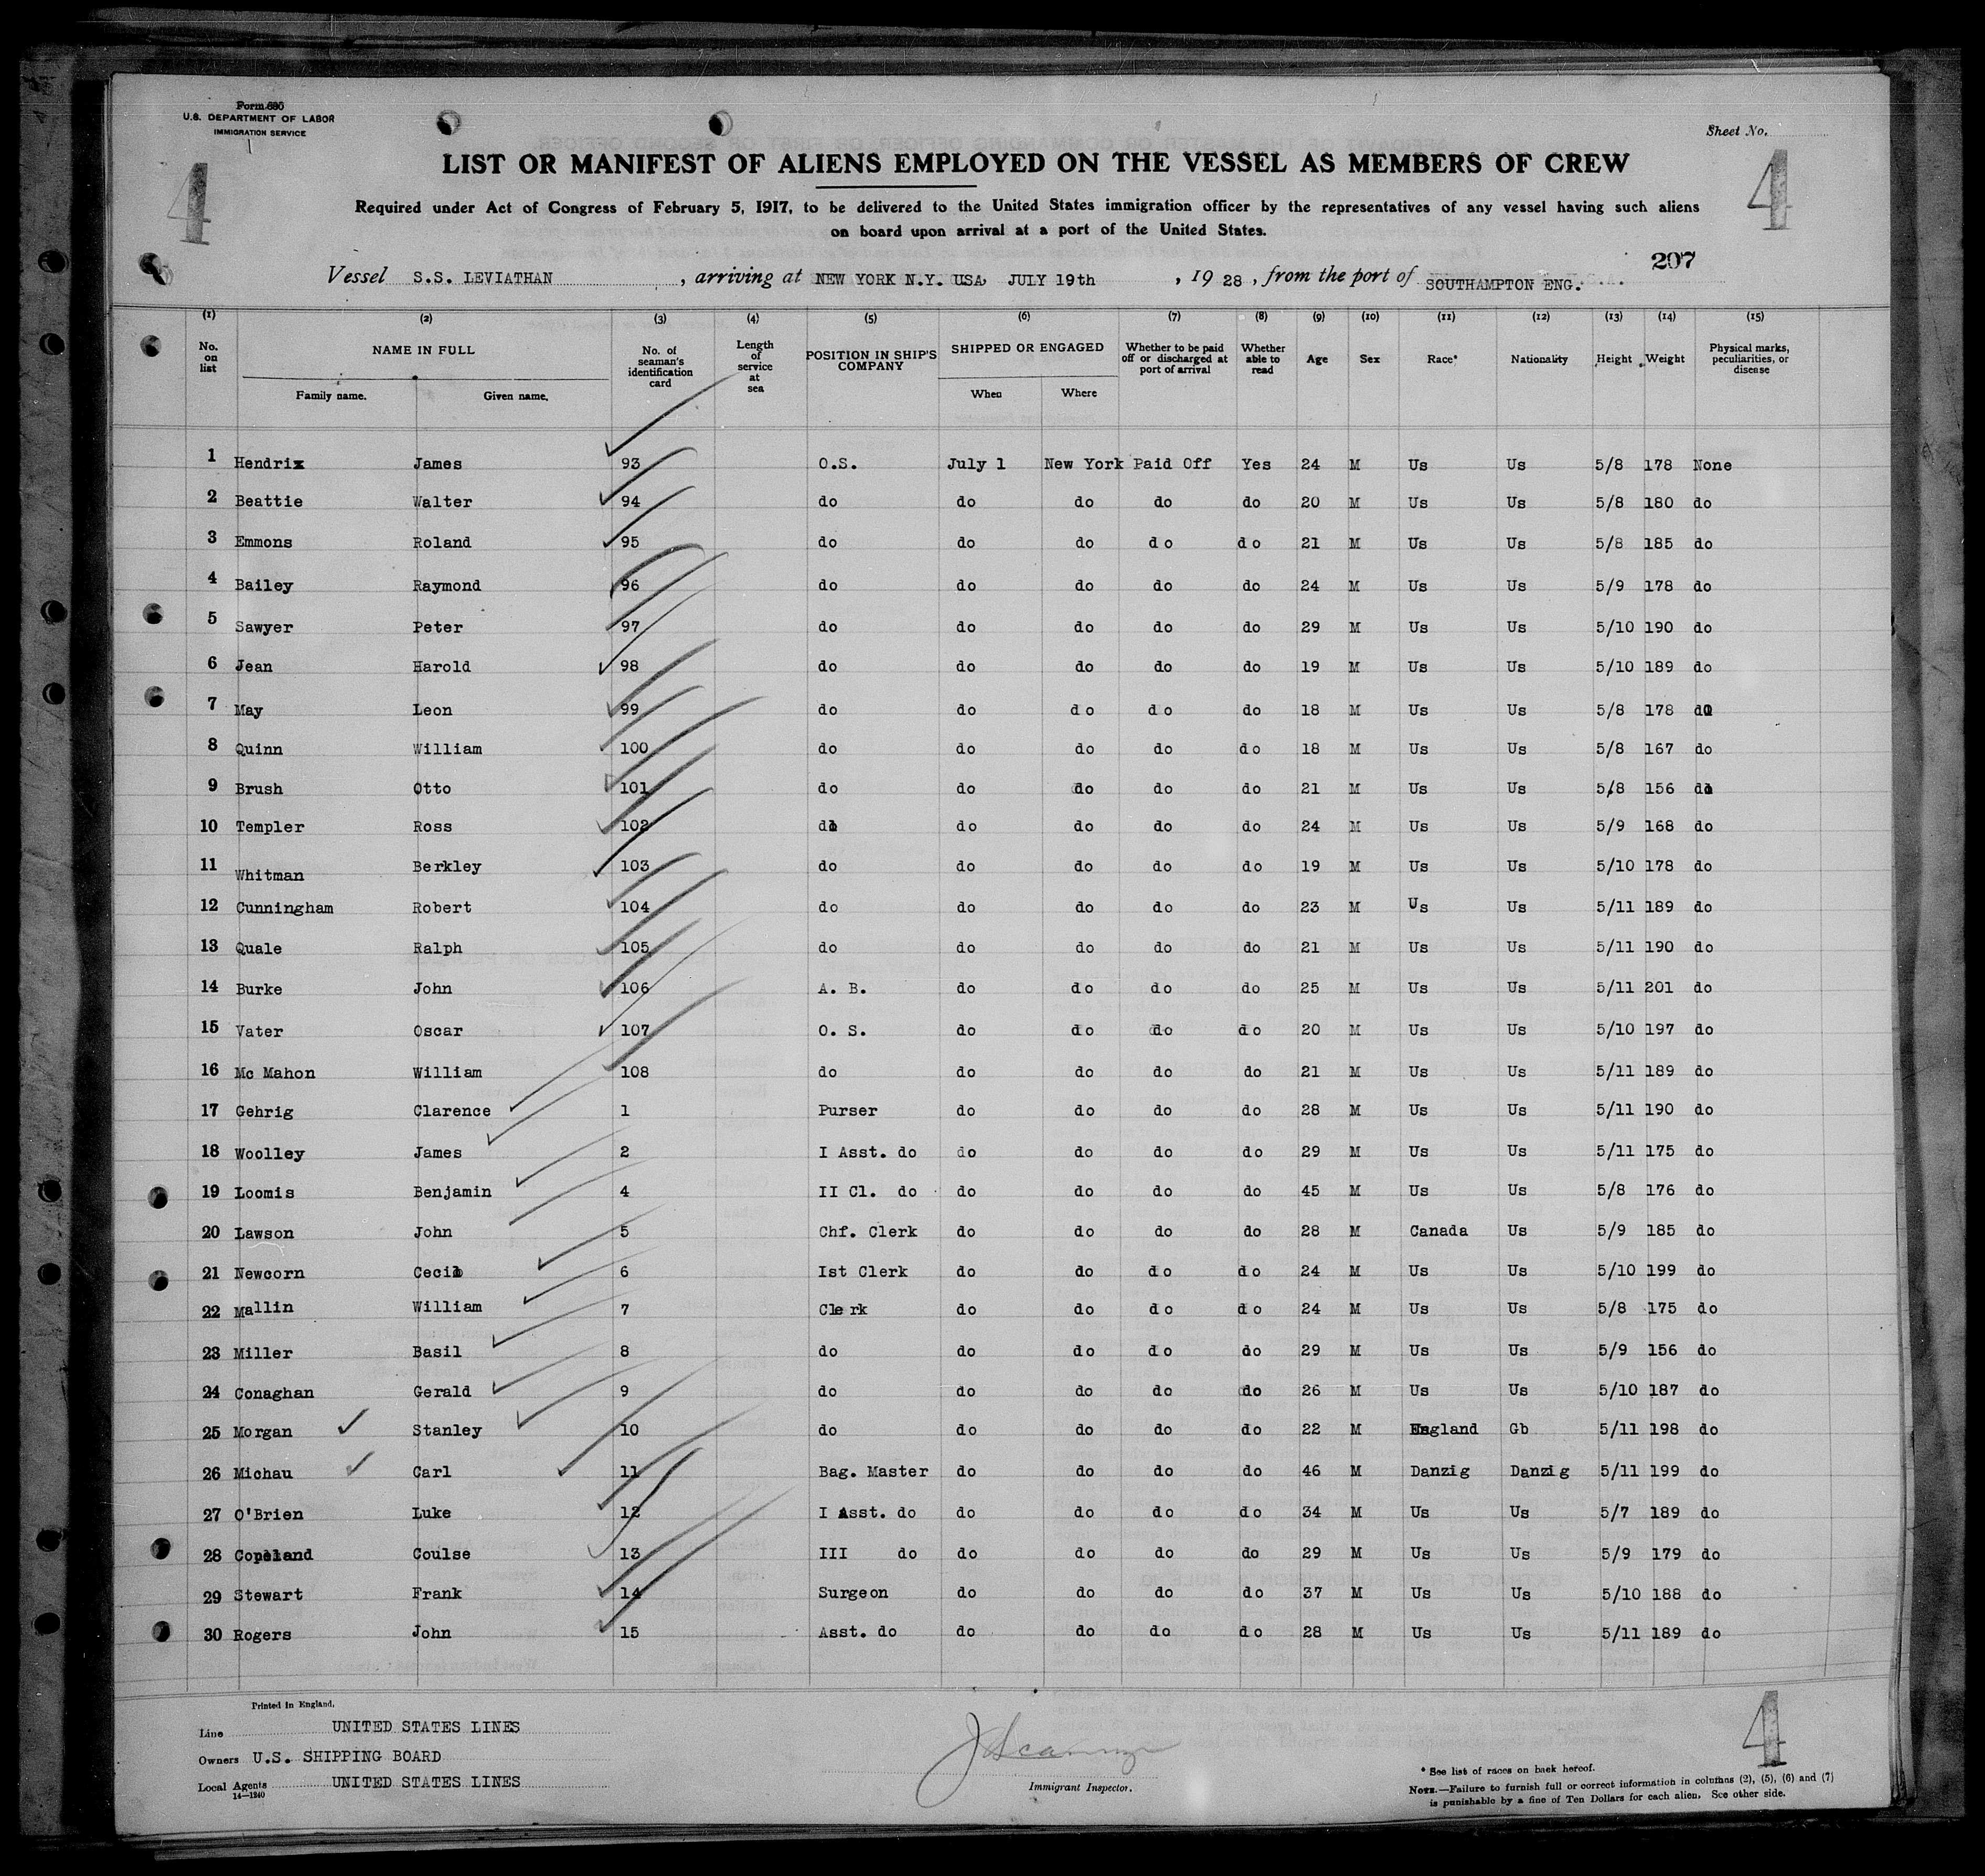 Form 686
U.S. DEPARTMENT OF LABOR
IMMIGRATION SERVICE
Sheet No.
4
4
LIST OR MANIFEST OF ALIENS EMPLOYED ON THE VESSEL AS MEMBERS OF CREW
Required under Act of Congress of February 5, 1917, to be delivered to the United States immigration officer by the representatives of any vessel having such aliens
on board upon arrival at a port of the United States.
207
Vessel S.S. LEVIATHAN , arriving at NEW YORK N.Y. USA, JULY 19th , 19 28 , from the port of SOUTHAMPTON ENG.
(1) (2) (3) (4) (5) (6) (7) (8) (9) (10) (11) (12) (13) (14) (15)
No. on list NAME IN FULL Family name. Given name. No. of seaman's identification card Length of service at sea POSITION IN SHIP'S COMPANY SHIPPED OR ENGAGED When Where Whether to be paid off or discharged at port of arrival Whether able to read Age Sex Race* Nationality Height Weight Physical marks, peculiarities, or disease
1 Hendrix James 93 O.S. July 1 New York Paid Off Yes 24 M Us Us 5/8 178 None
2 Beattie Walter 94 do do do do do 20 M Us Us 5/8 180 do
3 Emmons Roland 95 do do do do do 21 M Us Us 5/8 185 do
4 Bailey Raymond 96 do do do do do 24 M Us Us 5/9 178 do
5 Sawyer Peter 97 do do do do do 29 M Us Us 5/10 190 do
6 Jean Harold 98 do do do do do 19 M Us Us 5/10 189 do
7 May Leon 99 do do do do do 18 M Us Us 5/8 178 do
8 Quinn William 100 do do do do do 18 M Us Us 5/8 167 do
9 Brush Otto 101 do do do do do 21 M Us Us 5/8 156 do
10 Templer Ross 102 do do do do do 24 M Us Us 5/9 168 do
11 Whitman Berkley 103 do do do do do 19 M Us Us 5/10 178 do
12 Cunningham Robert 104 do do do do do 23 M Us Us 5/11 189 do
13 Quale Ralph 105 do do do do do 21 M Us Us 5/11 190 do
14 Burke John 106 A. B. do do do do 25 M Us Us 5/11 201 do
15 Vater Oscar 107 O. S. do do do do 20 M Us Us 5/10 197 do
16 Mc Mahon William 108 do do do do do 21 M Us Us 5/11 189 do
17 Gehrig Clarence 1 Purser do do do do 28 M Us Us 5/11 190 do
18 Woolley James 2 I Asst. do do do do do 29 M Us Us 5/11 175 do
19 Loomis Benjamin 4 II Cl. do do do do do 45 M Us Us 5/8 176 do
20 Lawson John 5 Chf. Clerk do do do do 28 M Canada Us 5/9 185 do
21 Newcorn Cecil 6 Ist Clerk do do do do 24 M Us Us 5/10 199 do
22 Mallin William 7 Clerk do do do do 24 M Us Us 5/8 175 do
23 Miller Basil 8 do do do do do 29 M Us Us 5/9 156 do
24 Conaghan Gerald 9 do do do do do 26 M Us Us 5/10 187 do
25 Morgan Stanley 10 do do do do do 22 M England Gb 5/11 198 do
26 Michau Carl 11 Bag. Master do do do do 46 M Danzig Danzig 5/11 199 do
27 O'Brien Luke 12 I Asst. do do do do do 34 M Us Us 5/7 189 do
28 Copeland Coulse 13 III do do do do do 29 M Us Us 5/9 179 do
29 Stewart Frank 14 Surgeon do do do do 37 M Us Us 5/10 188 do
30 Rogers John 15 Asst. do do do do do 28 M Us Us 5/11 189 do
Printed in England.
Line UNITED STATES LINES
Owners U.S. SHIPPING BOARD
Local Agents UNITED STATES LINES
14—1240
Immigrant Inspector.
4
* See list of races on back hereof.
NOTE.—Failure to furnish full or correct information in columns (2), (5), (6) and (7)
is punishable by a fine of Ten Dollars for each alien. See other side.